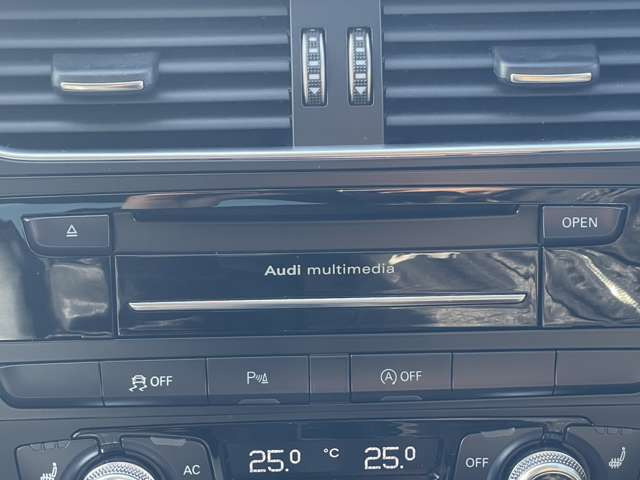 OPEN
Audi multimedia
OFF
P
A OFF
AC
25.0 °C 25.0
OFF